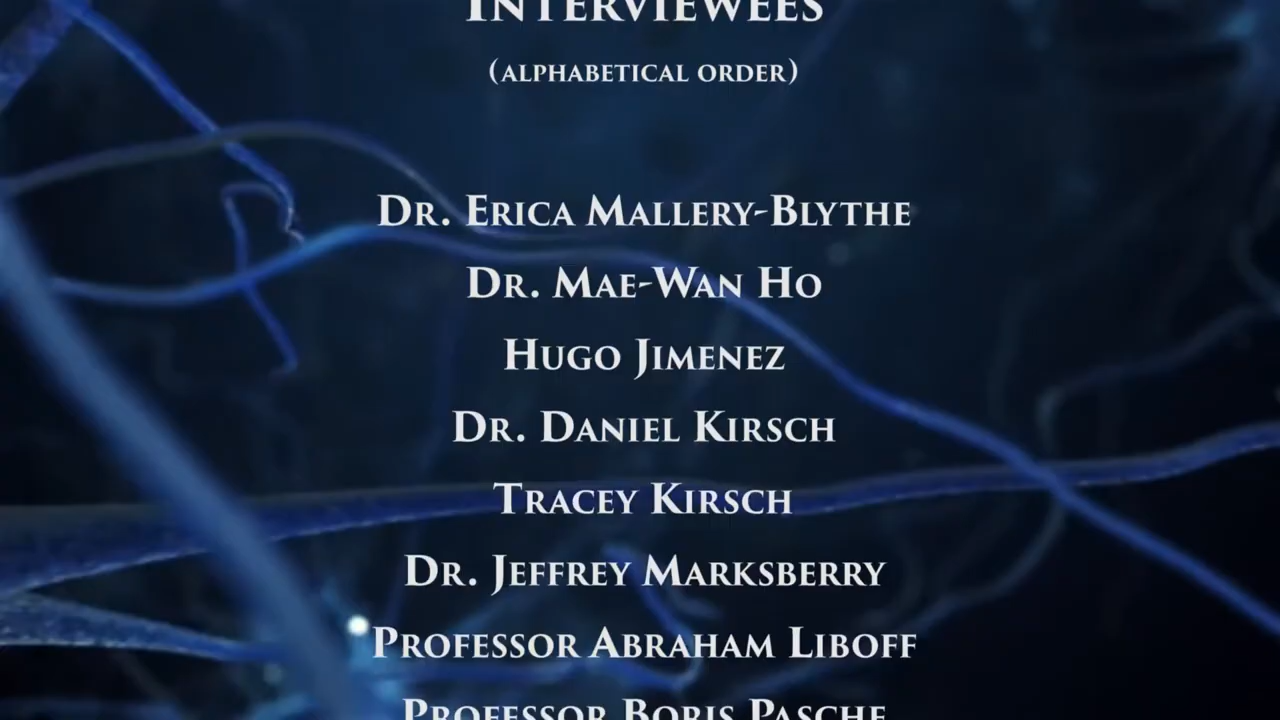 INTERVIEWEES
(ALPHABETICAL ORDER)
DR. ERICA MALLERY-BLYTHE
DR. MAE-WAN HO
HUGO JIMENEZ
DR. DANIEL KIRSCH
TRACEY KIRSCH
DR. JEFFREY MARKSBERRY
PROFESSOR ABRAHAM LIBOFF
PROFESSOR BORIS PASCHE